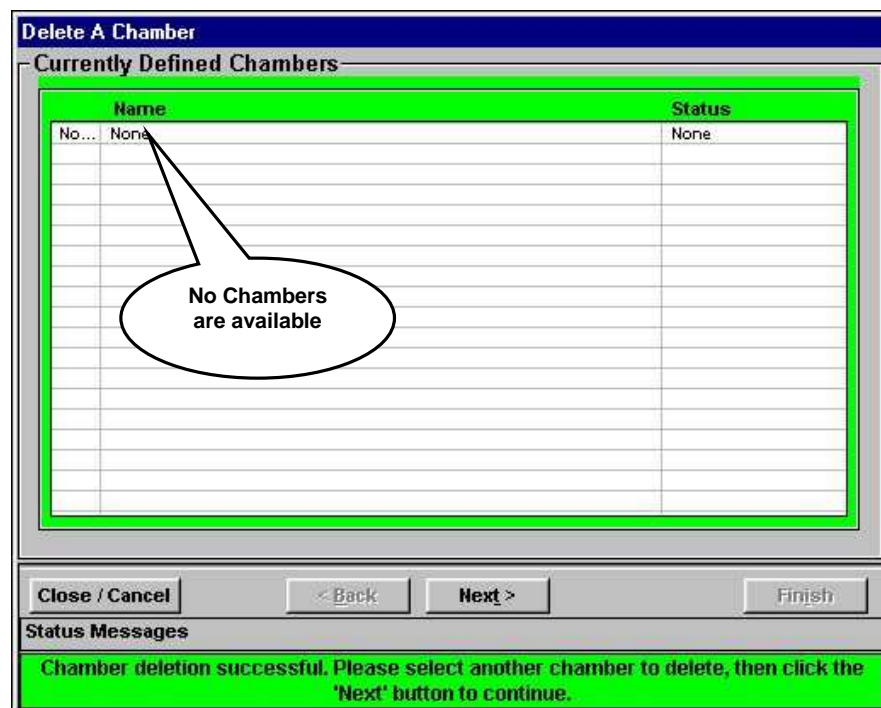 Delete A Chamber
Currently Defined Chambers
Name Status
No... None None
No Chambers
are available
Close / Cancel < Back Next > Finish
Status Messages
Chamber deletion successful. Please select another chamber to delete, then click the
'Next' button to continue.